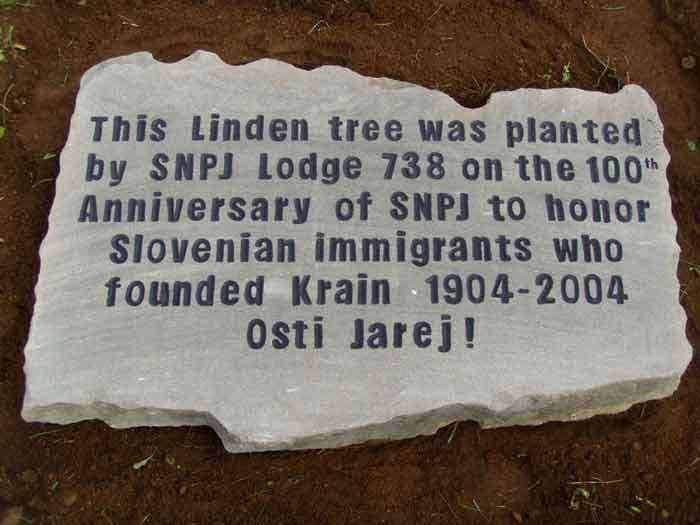 This Linden tree was planted
by SNPJ Lodge 738 on the 100th
Anniversary of SNPJ to honor
Slovenian immigrants who
founded Krain 1904-2004
Osti Jarej!